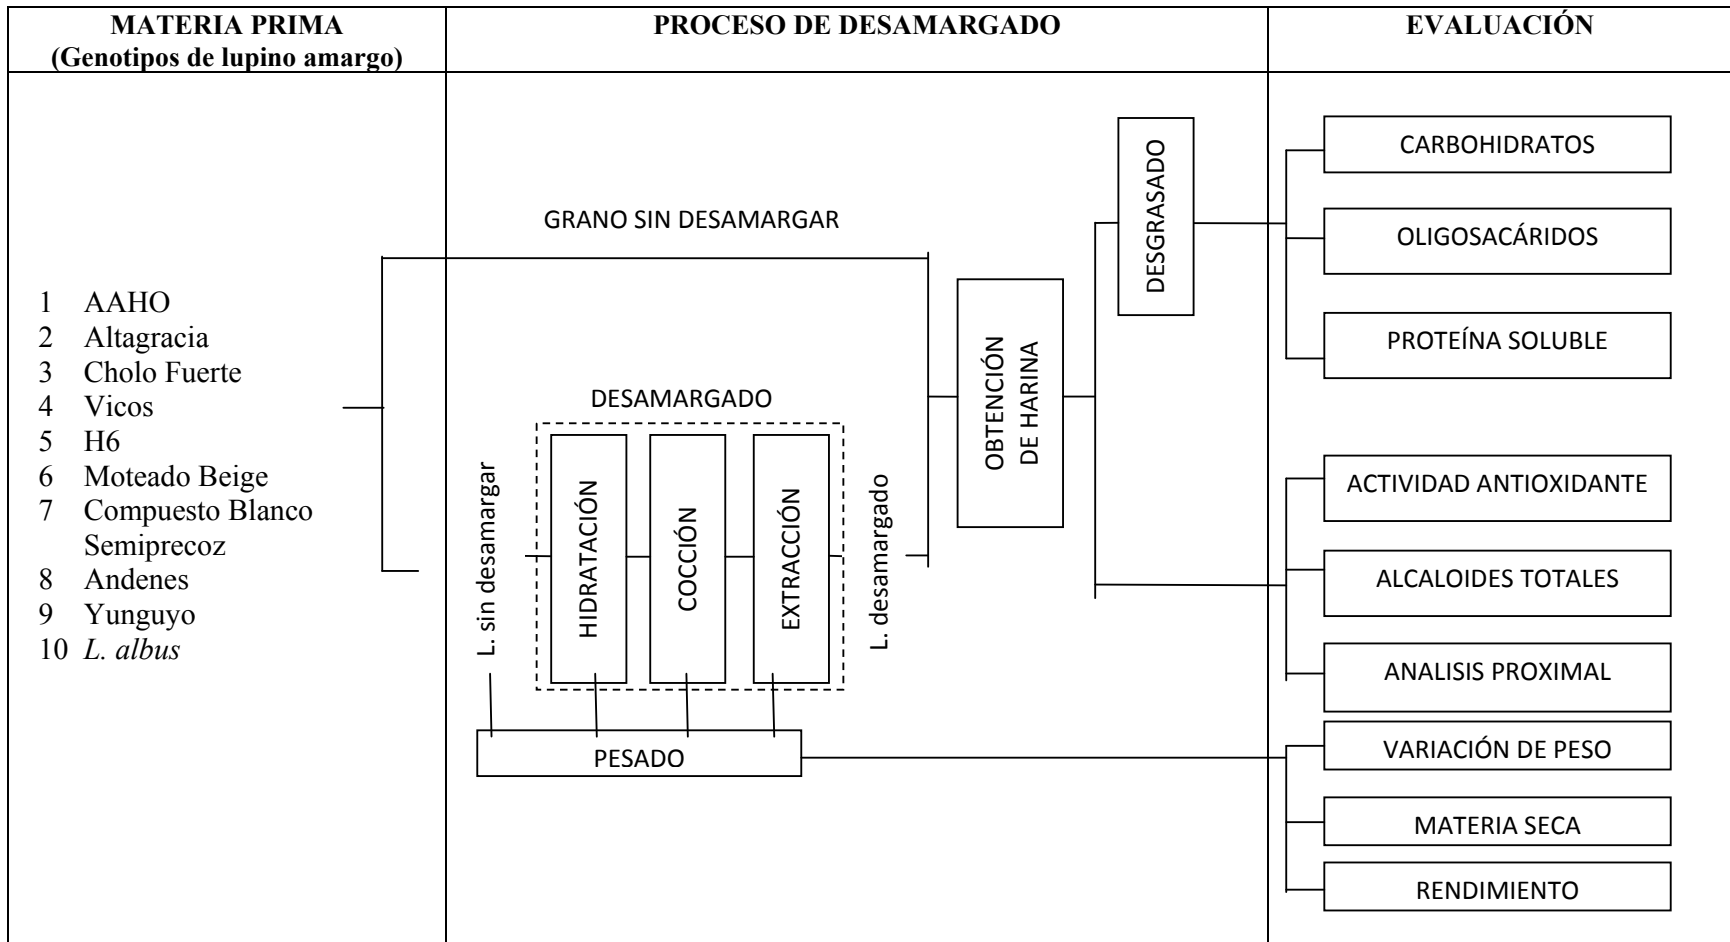 MATERIA PRIMA
(Genotipos de lupino amargo)
PROCESO DE DESAMARGADO
EVALUACIÓN
1 AAHO
2 Altagracia
3 Cholo Fuerte
4 Vicos
5 H6
6 Moteado Beige
7 Compuesto Blanco
Semiprecoz
8 Andenes
9 Yunguyo
10 L. albus
GRANO SIN DESAMARGAR
DESAMARGADO
L. sin desamargar
HIDRATACIÓN
COCCIÓN
EXTRACCIÓN
L. desamargado
PESADO
OBTENCIÓN
DE HARINA
DESGRASADO
CARBOHIDRATOS
OLIGOSACÁRIDOS
PROTEÍNA SOLUBLE
ACTIVIDAD ANTIOXIDANTE
ALCALOIDES TOTALES
ANALISIS PROXIMAL
VARIACIÓN DE PESO
MATERIA SECA
RENDIMIENTO